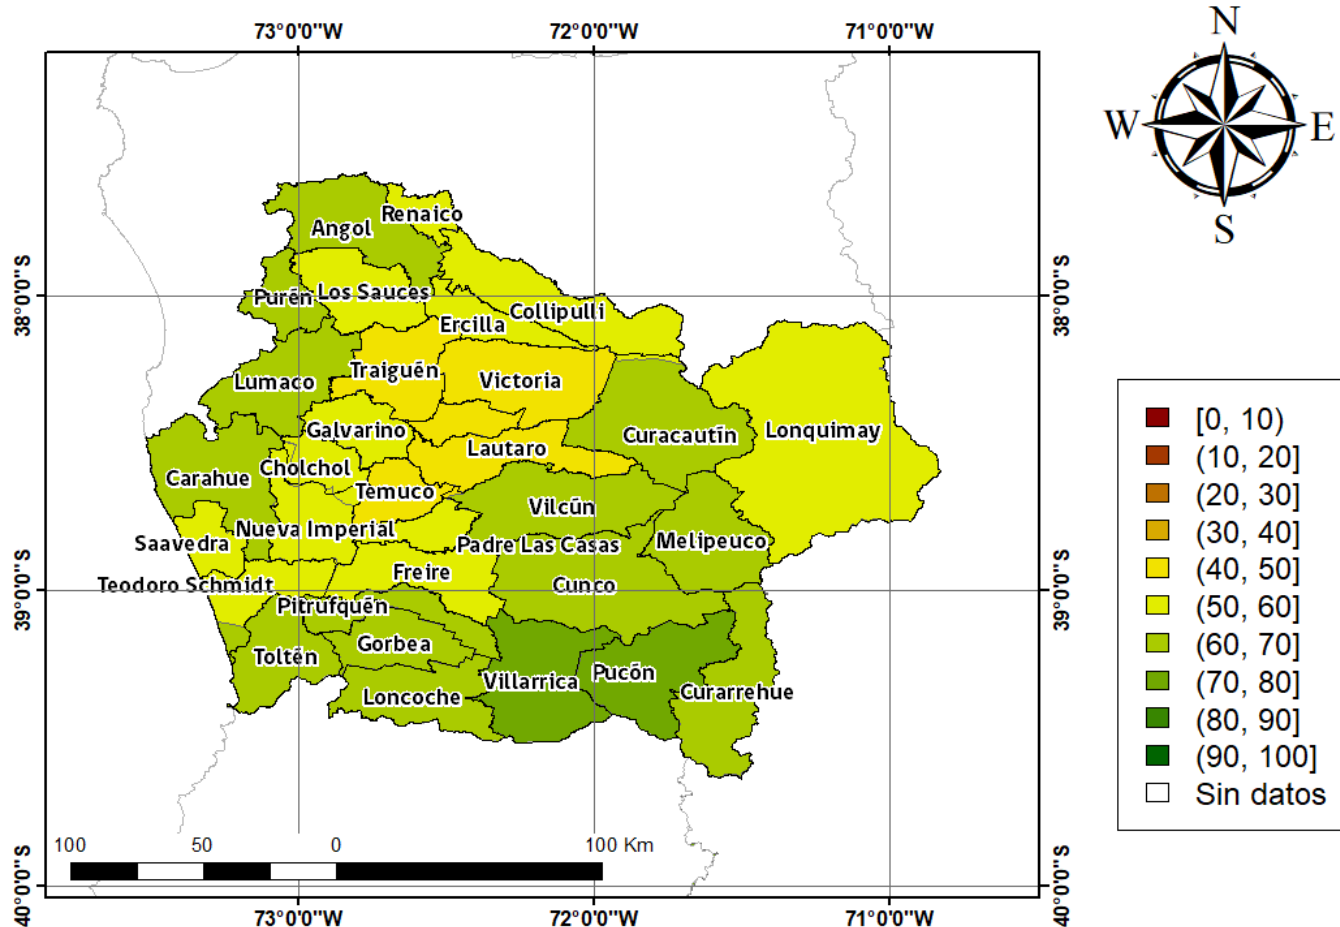 73°0'0"W 72°0'0"W 71°0'0"W
N
W E
S
38°0'0"S 38°0'0"S
39°0'0"S 39°0'0"S
40°0'0"S 40°0'0"S
Renaico
Angol
Los Sauces
Purén
Collipulli
Ercilla
Traiguén
Victoria
Lumaco
Galvarino
Lonquimay
Curacautín
Lautaro
Cholchol
Carahue
Temuco
Vilcún
Nueva Imperial
Saavedra
Padre Las Casas
Melipeuco
Freire
Teodoro Schmidt
Cunco
Pitrufquén
Gorbea
Toltén
Pucón
Villarrica
Curarrehue
Loncoche
[0, 10)
(10, 20]
(20, 30]
(30, 40]
(40, 50]
(50, 60]
(60, 70]
(70, 80]
(80, 90]
(90, 100]
Sin datos
100 50 0 100 Km
73°0'0"W 72°0'0"W 71°0'0"W